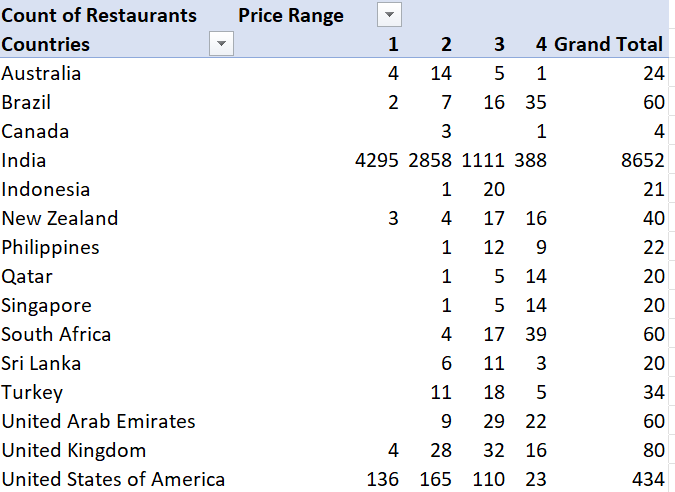 Count of Restaurants Price Range
Countries 1 2 3 4 Grand Total
Australia 4 14 5 1 24
Brazil 2 7 16 35 60
Canada 3 1 4
India 4295 2858 1111 388 8652
Indonesia 1 20 21
New Zealand 3 4 17 16 40
Philippines 1 12 9 22
Qatar 1 5 14 20
Singapore 1 5 14 20
South Africa 4 17 39 60
Sri Lanka 6 11 3 20
Turkey 11 18 5 34
United Arab Emirates 9 29 22 60
United Kingdom 4 28 32 16 80
United States of America 136 165 110 23 434